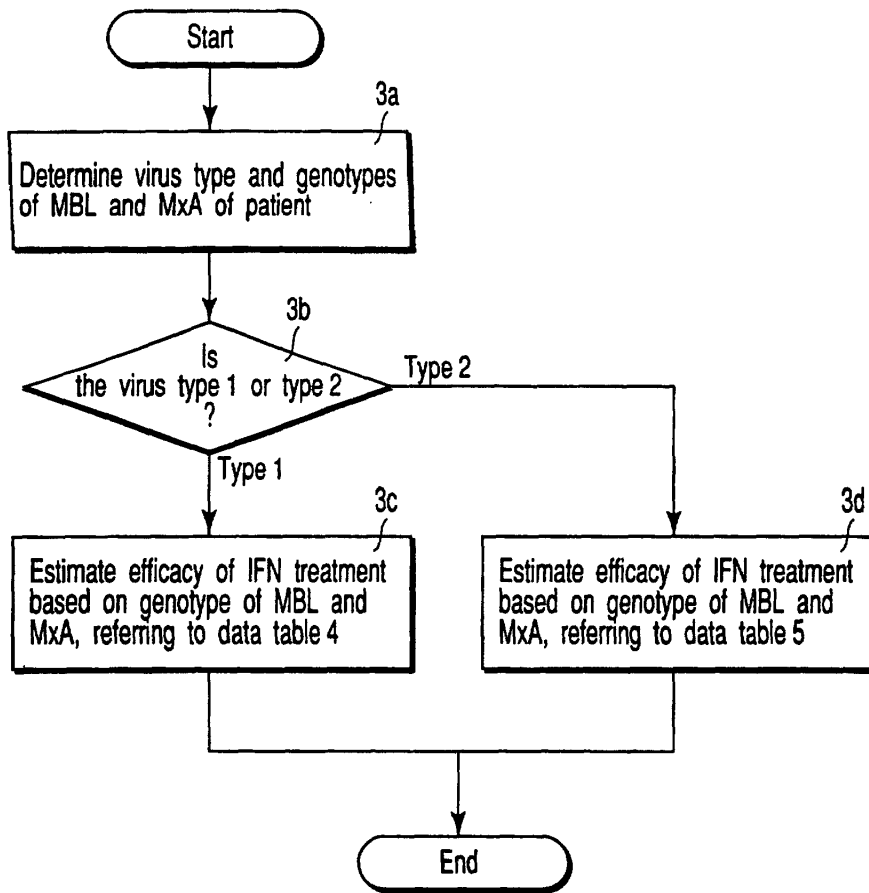 Start
3a
Determine virus type and genotypes
of MBL and MxA of patient
3b
Is
the virus type 1 or type 2
?
Type 2
Type 1
3c
Estimate efficacy of IFN treatment
based on genotype of MBL and
MxA, referring to data table 4
3d
Estimate efficacy of IFN treatment
based on genotype of MBL and
MxA, referring to data table 5
End